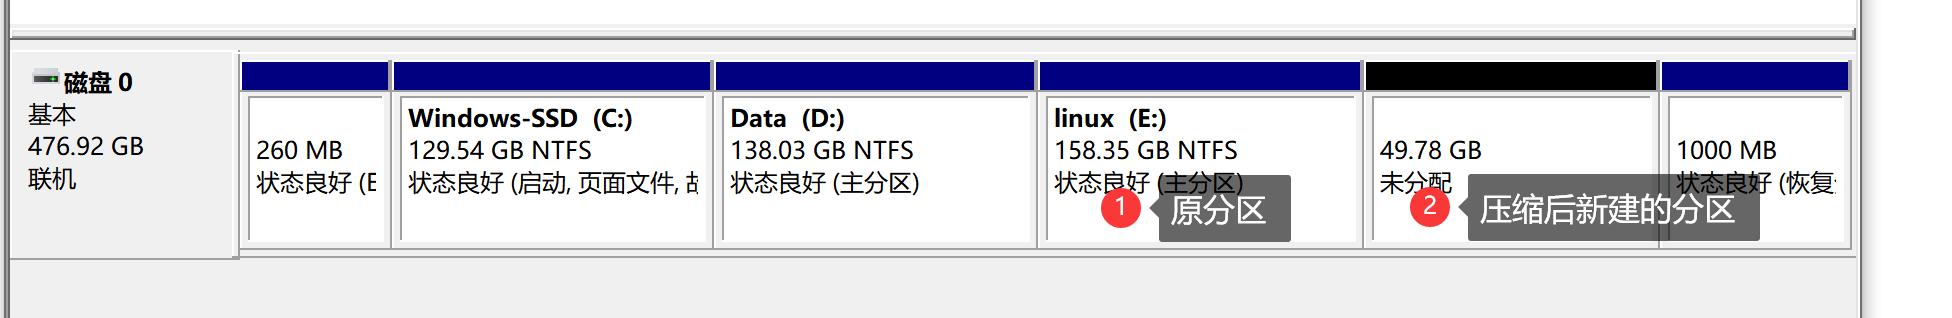 磁盘 0
基本
476.92 GB
联机
260 MB
状态良好 (E
Windows-SSD  (C:)
129.54 GB NTFS
状态良好 (启动, 页面文件, 故
Data  (D:)
138.03 GB NTFS
状态良好 (主分区)
linux  (E:)
158.35 GB NTFS
状态良好 (主分区)
1 原分区
49.78 GB
未分配
2 压缩后新建的分区
1000 MB
状态良好 (恢复